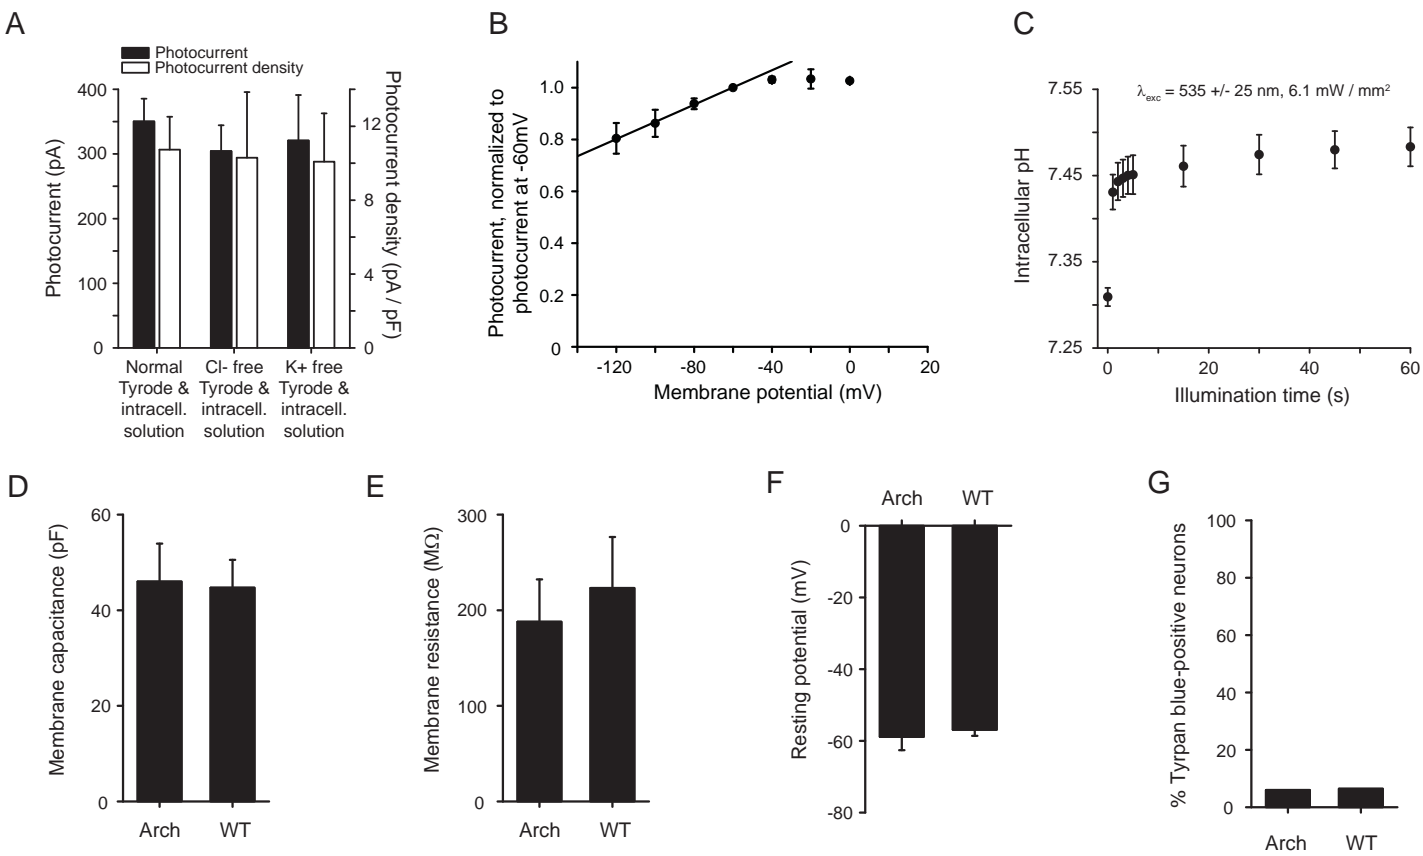 A
Photocurrent
Photocurrent density
400
300
200
100
0
Photocurrent (pA)
12
8
4
0
Photocurrent density (pA / pF)
Normal
Tyrode &
intracell.
solution
Cl- free
Tyrode &
intracell.
solution
K+ free
Tyrode &
intracell.
solution
B
Photocurrent, normalized to
photocurrent at -60mV
1.0
0.8
0.6
0.4
0.2
0
-120
-80
-40
0
20
Membrane potential (mV)
C
λexc = 535 +/- 25 nm, 6.1 mW / mm2
Intracellular pH
7.55
7.45
7.35
7.25
0
20
40
60
Illumination time (s)
D
Membrane capacitance (pF)
60
40
20
0
Arch
WT
E
Membrane resistance (MΩ)
300
200
100
0
Arch
WT
F
Arch
WT
Resting potential (mV)
0
-20
-40
-60
-80
G
% Tyrpan blue-positive neurons
100
80
60
40
20
0
Arch
WT